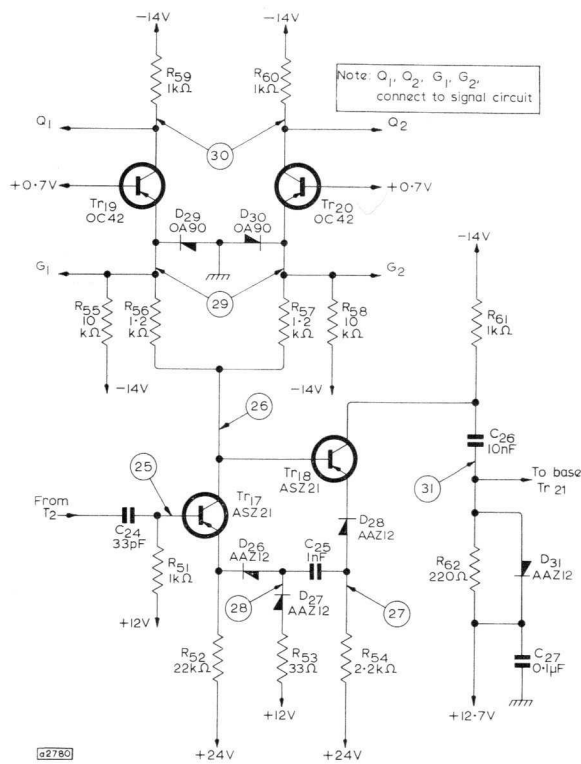 -14V
-14V
R59
1kΩ
R60
1kΩ
Note: Q1, Q2, G1, G2,
connect to signal circuit
Q1
Q2
30
+0·7V
+0·7V
Tr19
OC42
D29
OA90
D30
OA90
Tr20
OC42
G1
G2
-14V
29
R55
10
kΩ
R56
1·2
kΩ
R57
1·2
kΩ
R58
10
kΩ
R61
1kΩ
-14V
-14V
26
C26
10nF
Tr18
ASZ21
25
31
To base
Tr21
From
T2
Tr17
ASZ21
D28
AAZ12
C24
33pF
D26
AAZ12
C25
1nF
R51
1kΩ
D27
AAZ12
R62
220Ω
D31
AAZ12
+12V
28
27
R52
22kΩ
R53
33Ω
R54
2·2kΩ
C27
0·1µF
+12V
+12·7V
+24V
+24V
a2780